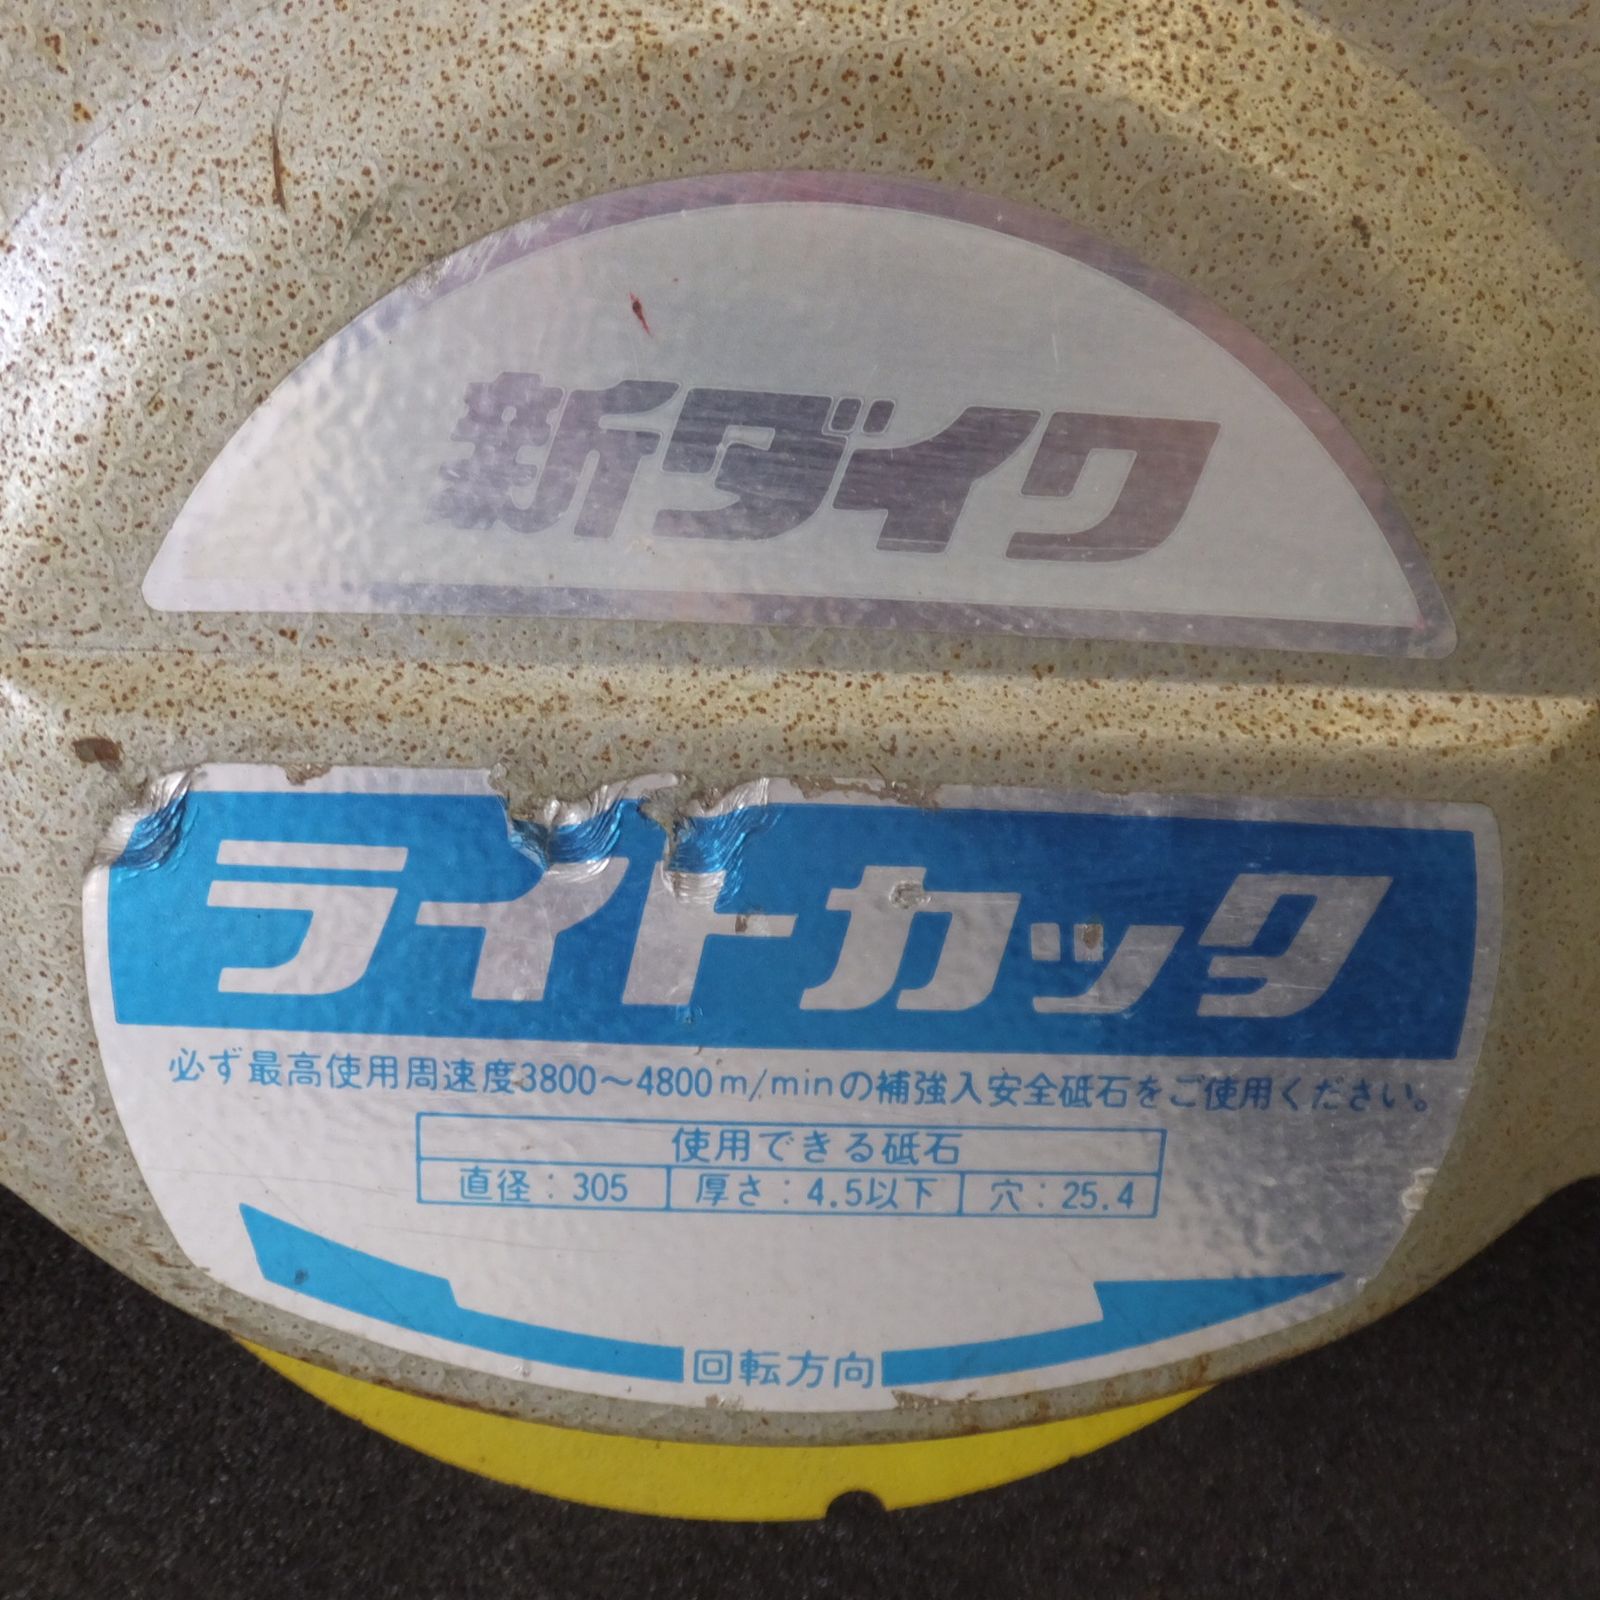 新ダイワ
ライトカッタ
必ず最高使用周速度3800～4800m/minの補強入安全砥石をご使用ください。
使用できる砥石
直径：305 厚さ：4.5以下 穴：25.4
回転方向